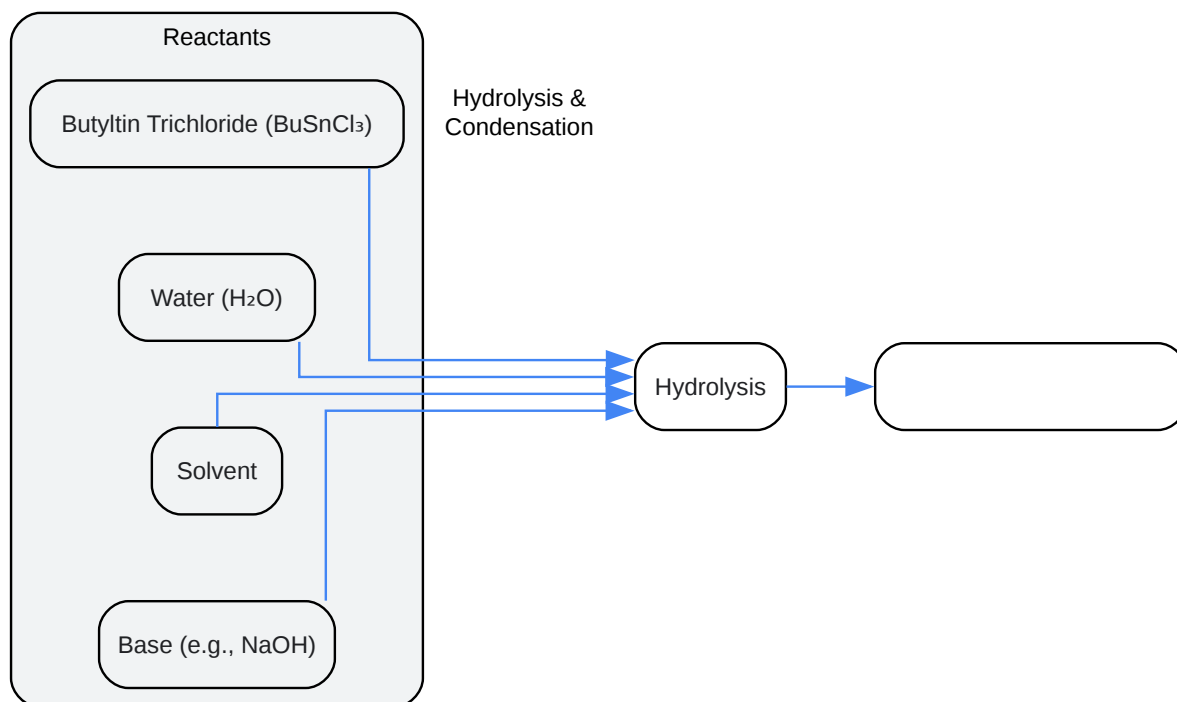 Reactants
Butyltin Trichloride (BuSnCl₃)
Hydrolysis &
Condensation
Water (H₂O)
Hydrolysis
Solvent
Base (e.g., NaOH)